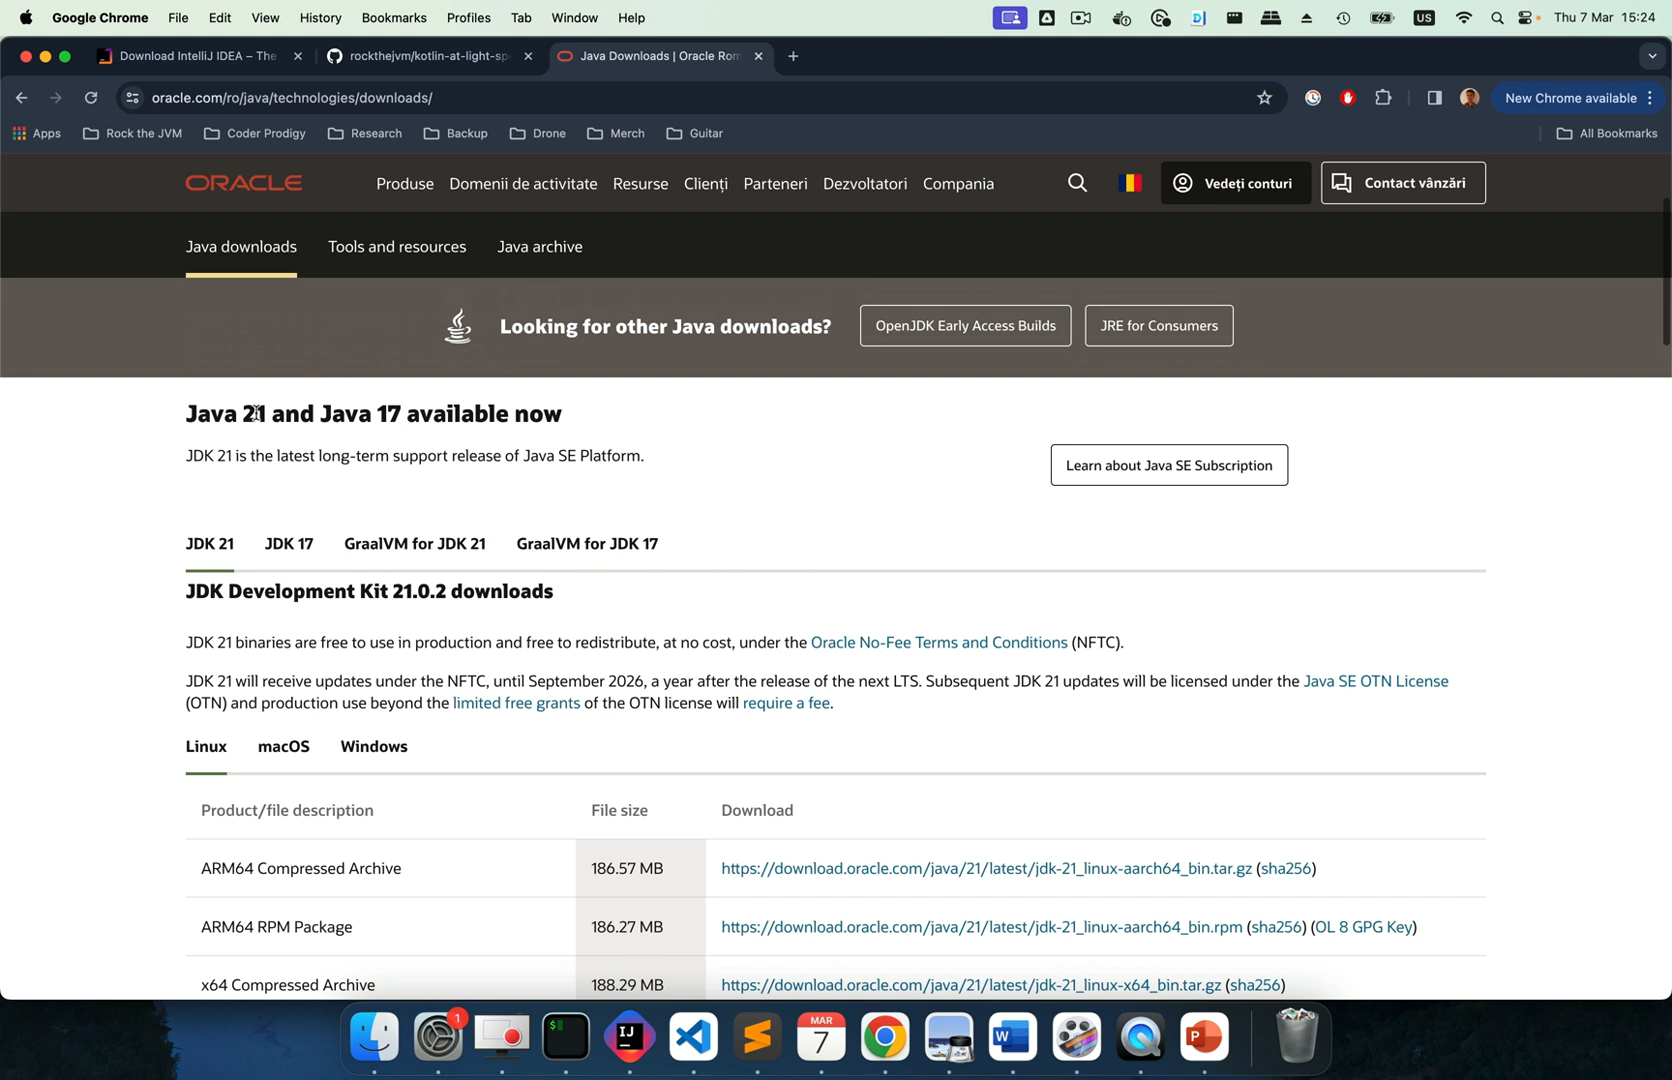 Google Chrome File Edit View History Bookmarks Profiles Tab Window Help US Thu 7 Mar 15:24
Download IntelliJ IDEA – The rockthejvm/kotlin-at-light-spe Java Downloads | Oracle Rom
oracle.com/ro/java/technologies/downloads/ New Chrome available
Apps Rock the JVM Coder Prodigy Research Backup Drone Merch Guitar All Bookmarks
ORACLE Produse Domenii de activitate Resurse Clienți Parteneri Dezvoltatori Compania Vedeți conturi Contact vânzări
Java downloads Tools and resources Java archive
Looking for other Java downloads? OpenJDK Early Access Builds JRE for Consumers
Java 21 and Java 17 available now
JDK 21 is the latest long-term support release of Java SE Platform.
Learn about Java SE Subscription
JDK 21 JDK 17 GraalVM for JDK 21 GraalVM for JDK 17
JDK Development Kit 21.0.2 downloads
JDK 21 binaries are free to use in production and free to redistribute, at no cost, under the Oracle No-Fee Terms and Conditions (NFTC).
JDK 21 will receive updates under the NFTC, until September 2026, a year after the release of the next LTS. Subsequent JDK 21 updates will be licensed under the Java SE OTN License
(OTN) and production use beyond the limited free grants of the OTN license will require a fee.
Linux macOS Windows
Product/file description File size Download
ARM64 Compressed Archive 186.57 MB https://download.oracle.com/java/21/latest/jdk-21_linux-aarch64_bin.tar.gz (sha256)
ARM64 RPM Package 186.27 MB https://download.oracle.com/java/21/latest/jdk-21_linux-aarch64_bin.rpm (sha256) (OL 8 GPG Key)
x64 Compressed Archive 188.29 MB https://download.oracle.com/java/21/latest/jdk-21_linux-x64_bin.tar.gz (sha256)
1 $ IJ MAR 7 W P